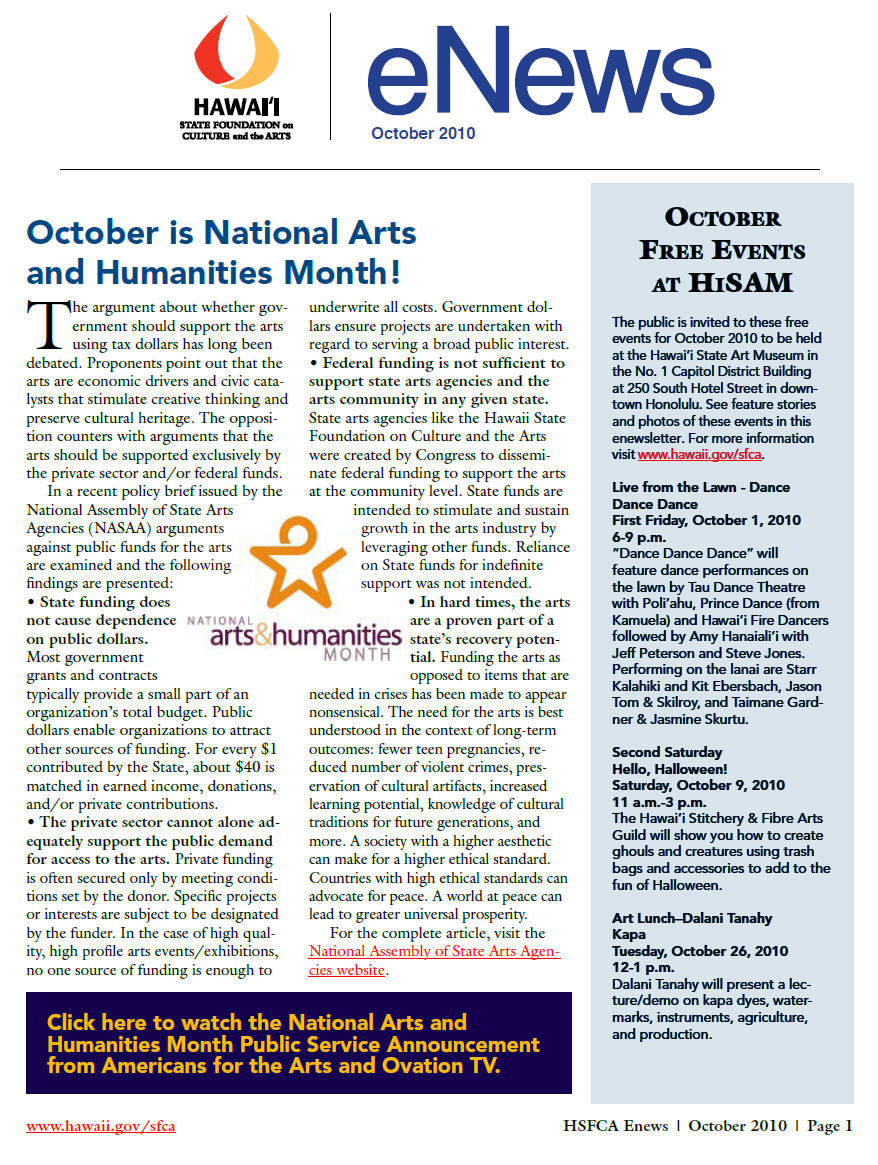 HAWAI'I
STATE FOUNDATION on
CULTURE and the ARTS
eNews
October 2010
October is National Arts
and Humanities Month!
The argument about whether gov-
ernment should support the arts
using tax dollars has long been
debated. Proponents point out that the
arts are economic drivers and civic cata-
lysts that stimulate creative thinking and
preserve cultural heritage. The opposi-
tion counters with arguments that the
arts should be supported exclusively by
the private sector and/or federal funds.
In a recent policy brief issued by the
National Assembly of State Arts
Agencies (NASAA) arguments
against public funds for the arts
are examined and the following
findings are presented:
• State funding does
not cause dependence
on public dollars.
Most government
grants and contracts
typically provide a small part of an
organization's total budget. Public
dollars enable organizations to attract
other sources of funding. For every $1
contributed by the State, about $40 is
matched in earned income, donations,
and/or private contributions.
• The private sector cannot alone ad-
equately support the public demand
for access to the arts. Private funding
is often secured only by meeting condi-
tions set by the donor. Specific projects
or interests are subject to be designated
by the funder. In the case of high qual-
ity, high profile arts events/exhibitions,
no one source of funding is enough to
underwrite all costs. Government dol-
lars ensure projects are undertaken with
regard to serving a broad public interest.
• Federal funding is not sufficient to
support state arts agencies and the
arts community in any given state.
State arts agencies like the Hawaii State
Foundation on Culture and the Arts
were created by Congress to dissemi-
nate federal funding to support the arts
at the community level. State funds are
intended to stimulate and sustain
growth in the arts industry by
leveraging other funds. Reliance
on State funds for indefinite
support was not intended.
• In hard times, the arts
are a proven part of a
state's recovery poten-
tial. Funding the arts as
opposed to items that are
needed in crises has been made to appear
nonsensical. The need for the arts is best
understood in the context of long-term
outcomes: fewer teen pregnancies, re-
duced number of violent crimes, pres-
ervation of cultural artifacts, increased
learning potential, knowledge of cultural
traditions for future generations, and
more. A society with a higher aesthetic
can make for a higher ethical standard.
Countries with high ethical standards can
advocate for peace. A world at peace can
lead to greater universal prosperity.
For the complete article, visit the
National Assembly of State Arts Agen-
cies website.
NATIONAL
arts&humanities
MONTH
Click here to watch the National Arts and
Humanities Month Public Service Announcement
from Americans for the Arts and Ovation TV.
OCTOBER
FREE EVENTS
AT HISAM
The public is invited to these free
events for October 2010 to be held
at the Hawai'i State Art Museum in
the No. 1 Capitol District Building
at 250 South Hotel Street in down-
town Honolulu. See feature stories
and photos of these events in this
enewsletter. For more information
visit www.hawaii.gov/sfca.
Live from the Lawn - Dance
Dance Dance
First Friday, October 1, 2010
6-9 p.m.
"Dance Dance Dance" will
feature dance performances on
the lawn by Tau Dance Theatre
with Poli'ahu, Prince Dance (from
Kamuela) and Hawai'i Fire Dancers
followed by Amy Hanaiali'i with
Jeff Peterson and Steve Jones.
Performing on the lanai are Starr
Kalahiki and Kit Ebersbach, Jason
Tom & Skilroy, and Taimane Gard-
ner & Jasmine Skurtu.
Second Saturday
Hello, Halloween!
Saturday, October 9, 2010
11 a.m.-3 p.m.
The Hawai'i Stitchery & Fibre Arts
Guild will show you how to create
ghouls and creatures using trash
bags and accessories to add to the
fun of Halloween.
Art Lunch–Dalani Tanahy
Kapa
Tuesday, October 26, 2010
12-1 p.m.
Dalani Tanahy will present a lec-
ture/demo on kapa dyes, water-
marks, instruments, agriculture,
and production.
www.hawaii.gov/sfca
HSFCA Enews | October 2010 | Page 1